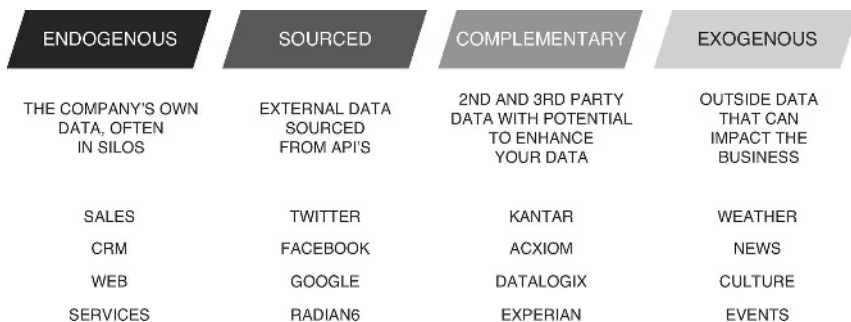 ENDOGENOUS
SOURCED
COMPLEMENTARY
EXOGENOUS
THE COMPANY'S OWN
DATA, OFTEN
IN SILOS
EXTERNAL DATA
SOURCED
FROM API'S
2ND AND 3RD PARTY
DATA WITH POTENTIAL
TO ENHANCE
YOUR DATA
OUTSIDE DATA
THAT CAN
IMPACT THE
BUSINESS
SALES
TWITTER
KANTAR
WEATHER
CRM
FACEBOOK
ACXIOM
NEWS
WEB
GOOGLE
DATALOGIX
CULTURE
SERVICES
RADIAN6
EXPERIAN
EVENTS